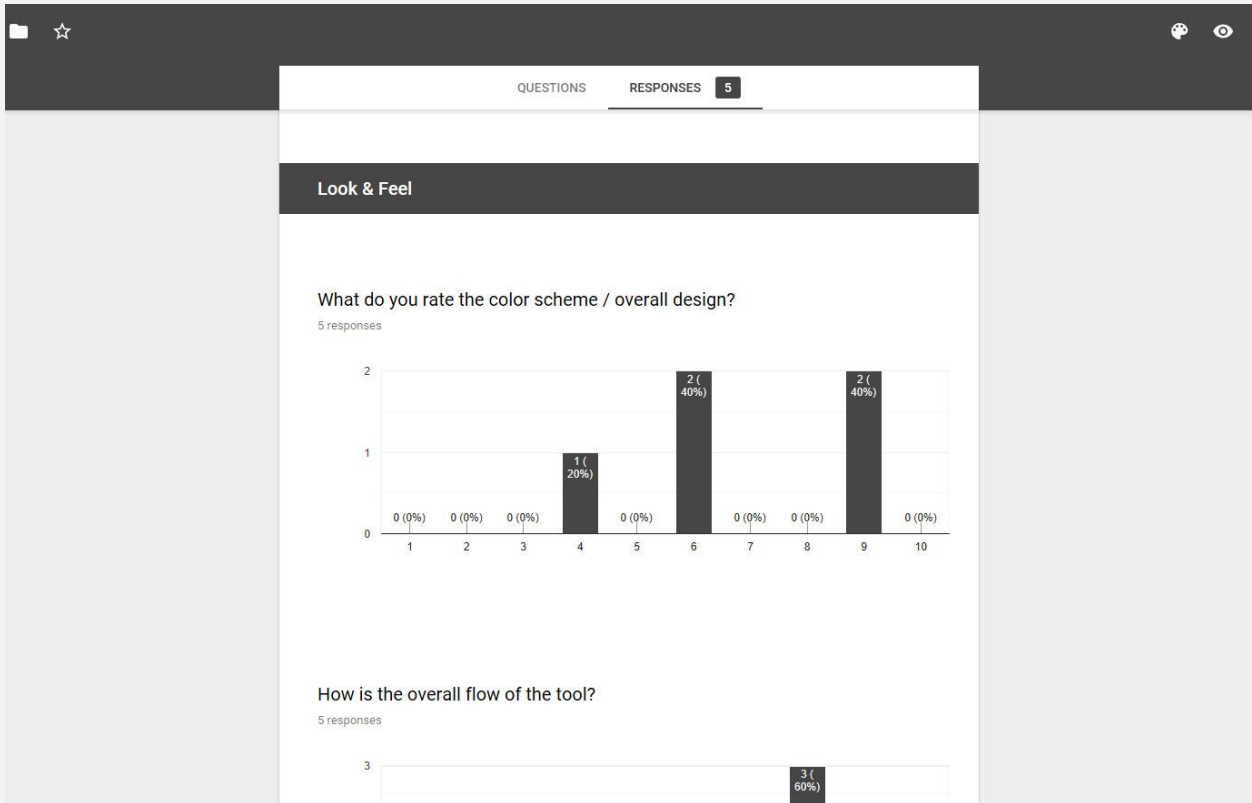 QUESTIONS RESPONSES 5
Look & Feel
What do you rate the color scheme / overall design?
5 responses
2
2 (
40%)
2 (
40%)
1
1 (
20%)
0 (0%) 0 (0%) 0 (0%) 0 (0%) 0 (0%) 0 (0%) 0 (0%)
0
1 2 3 4 5 6 7 8 9 10
How is the overall flow of the tool?
5 responses
3
3 (
60%)